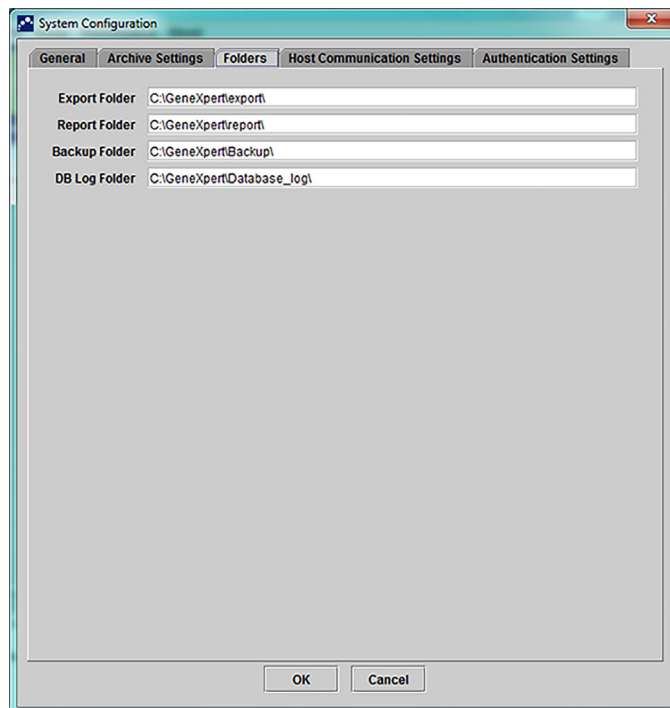 System Configuration
General Archive Settings Folders Host Communication Settings Authentication Settings
Export Folder C:\GeneXpert\export\
Report Folder C:\GeneXpert\report\
Backup Folder C:\GeneXpert\Backup\
DB Log Folder C:\GeneXpert\Database_log\
OK Cancel